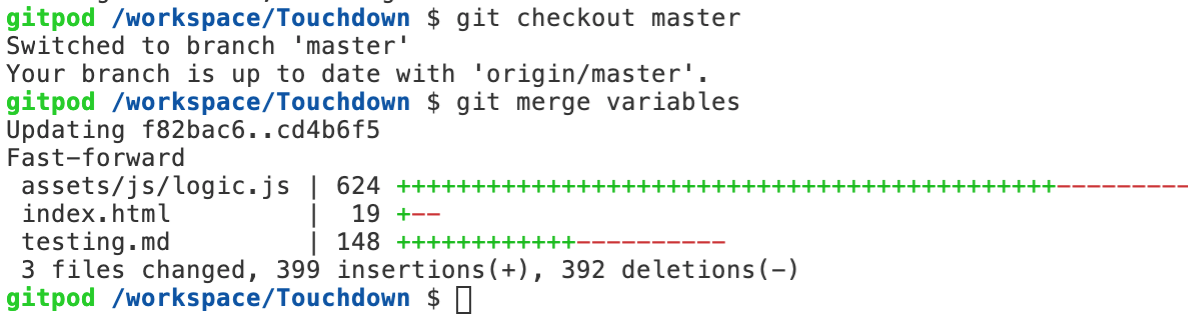 gitpod /workspace/Touchdown $ git checkout master
Switched to branch 'master'
Your branch is up to date with 'origin/master'.
gitpod /workspace/Touchdown $ git merge variables
Updating f82bac6..cd4b6f5
Fast-forward
 assets/js/logic.js | 624 ++++++++++++++++++++++++++++++++++++++++++++---------
 index.html         |  19 +--
 testing.md         | 148 ++++++++++++----------
 3 files changed, 399 insertions(+), 392 deletions(-)
gitpod /workspace/Touchdown $